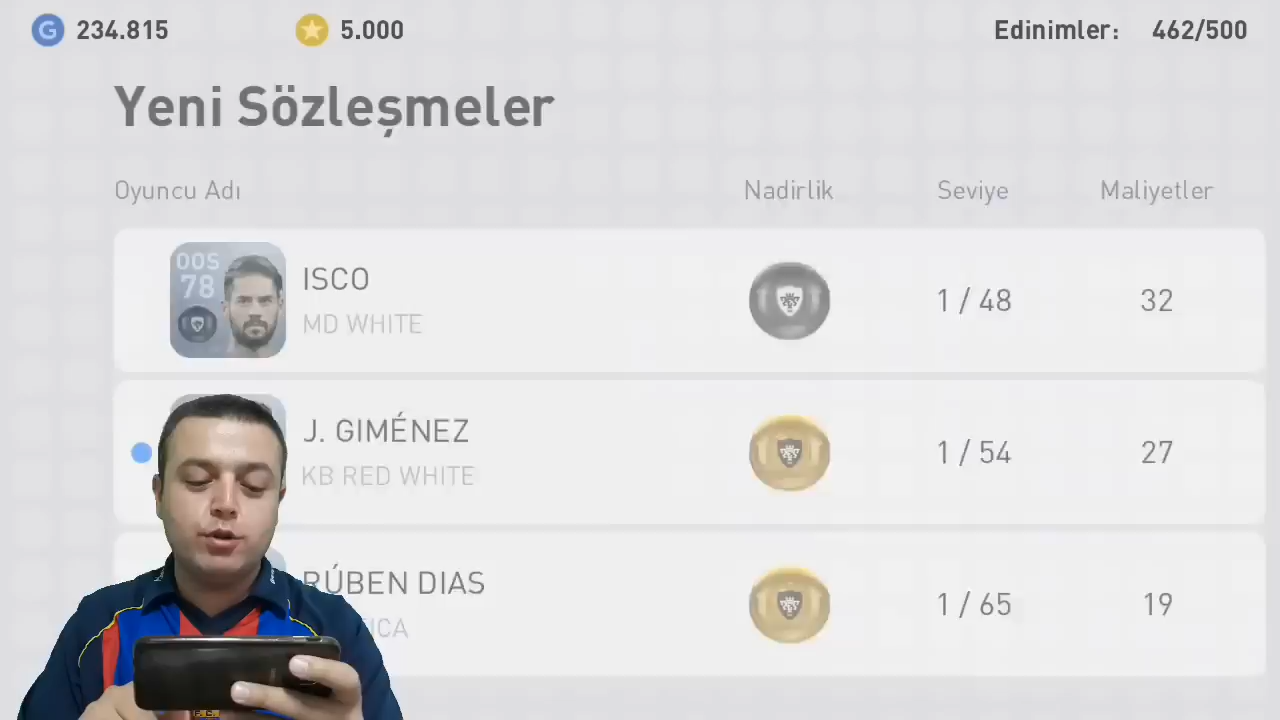 234.815 5.000 Edinimler: 462/500
Yeni Sözleşmeler
Oyuncu Adı Nadirlik Seviye Maliyetler
OOS
78
ISCO
MD WHITE
1 / 48 32
J. GIMÉNEZ
KB RED WHITE
1 / 54 27
RÚBEN DIAS
1 / 65 19